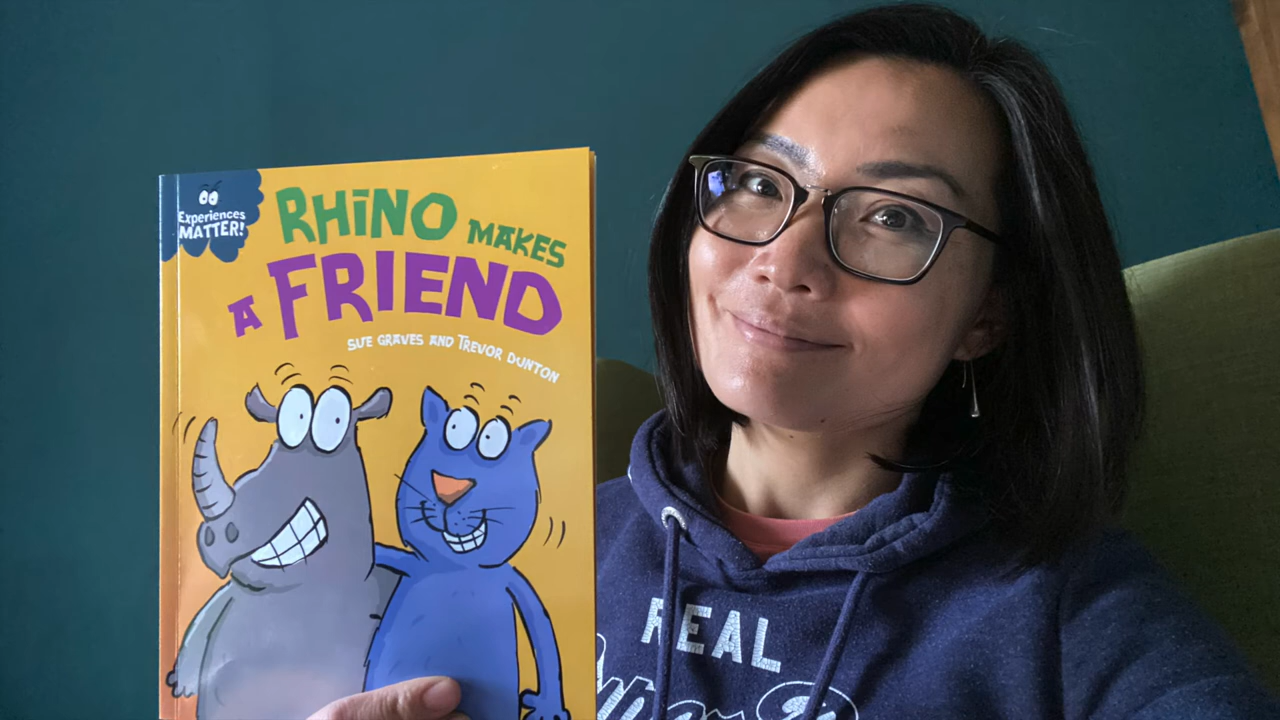 Experiences
MATTER!
RHINO MAKES
A FRIEND
SUE GRAVES AND TREVOR DUNTON
REAL